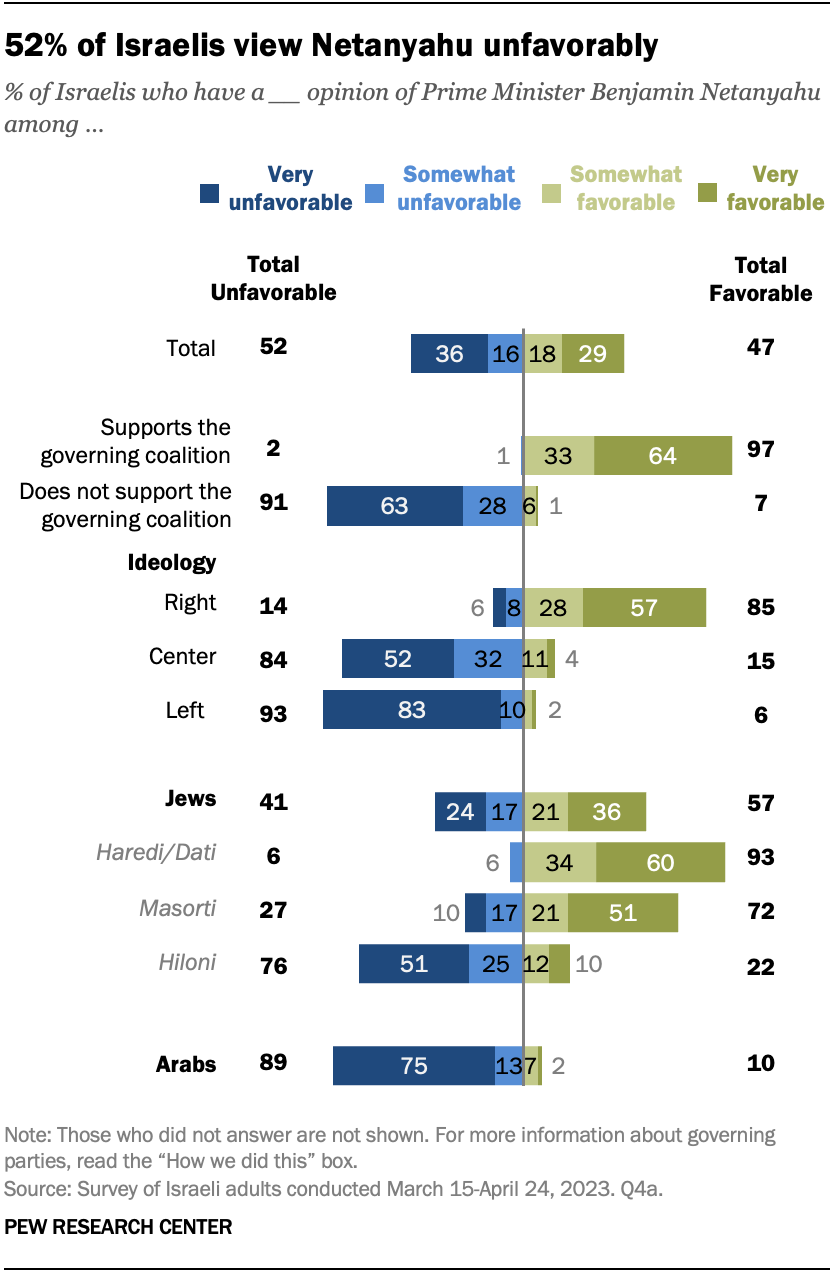 52% of Israelis view Netanyahu unfavorably
% of Israelis who have a __ opinion of Prime Minister Benjamin Netanyahu
among ...
Very unfavorable
Somewhat unfavorable
Somewhat favorable
Very favorable
Total Unfavorable
Total Favorable
Total 52 36 16 18 29 47
Supports the governing coalition 2 1 33 64 97
Does not support the governing coalition 91 63 28 6 1 7
Ideology
Right 14 6 8 28 57 85
Center 84 52 32 11 4 15
Left 93 83 10 2 6
Jews 41 24 17 21 36 57
Haredi/Dati 6 6 34 60 93
Masorti 27 10 17 21 51 72
Hiloni 76 51 25 12 10 22
Arabs 89 75 13 7 2 10
Note: Those who did not answer are not shown. For more information about governing
parties, read the “How we did this” box.
Source: Survey of Israeli adults conducted March 15-April 24, 2023. Q4a.
PEW RESEARCH CENTER